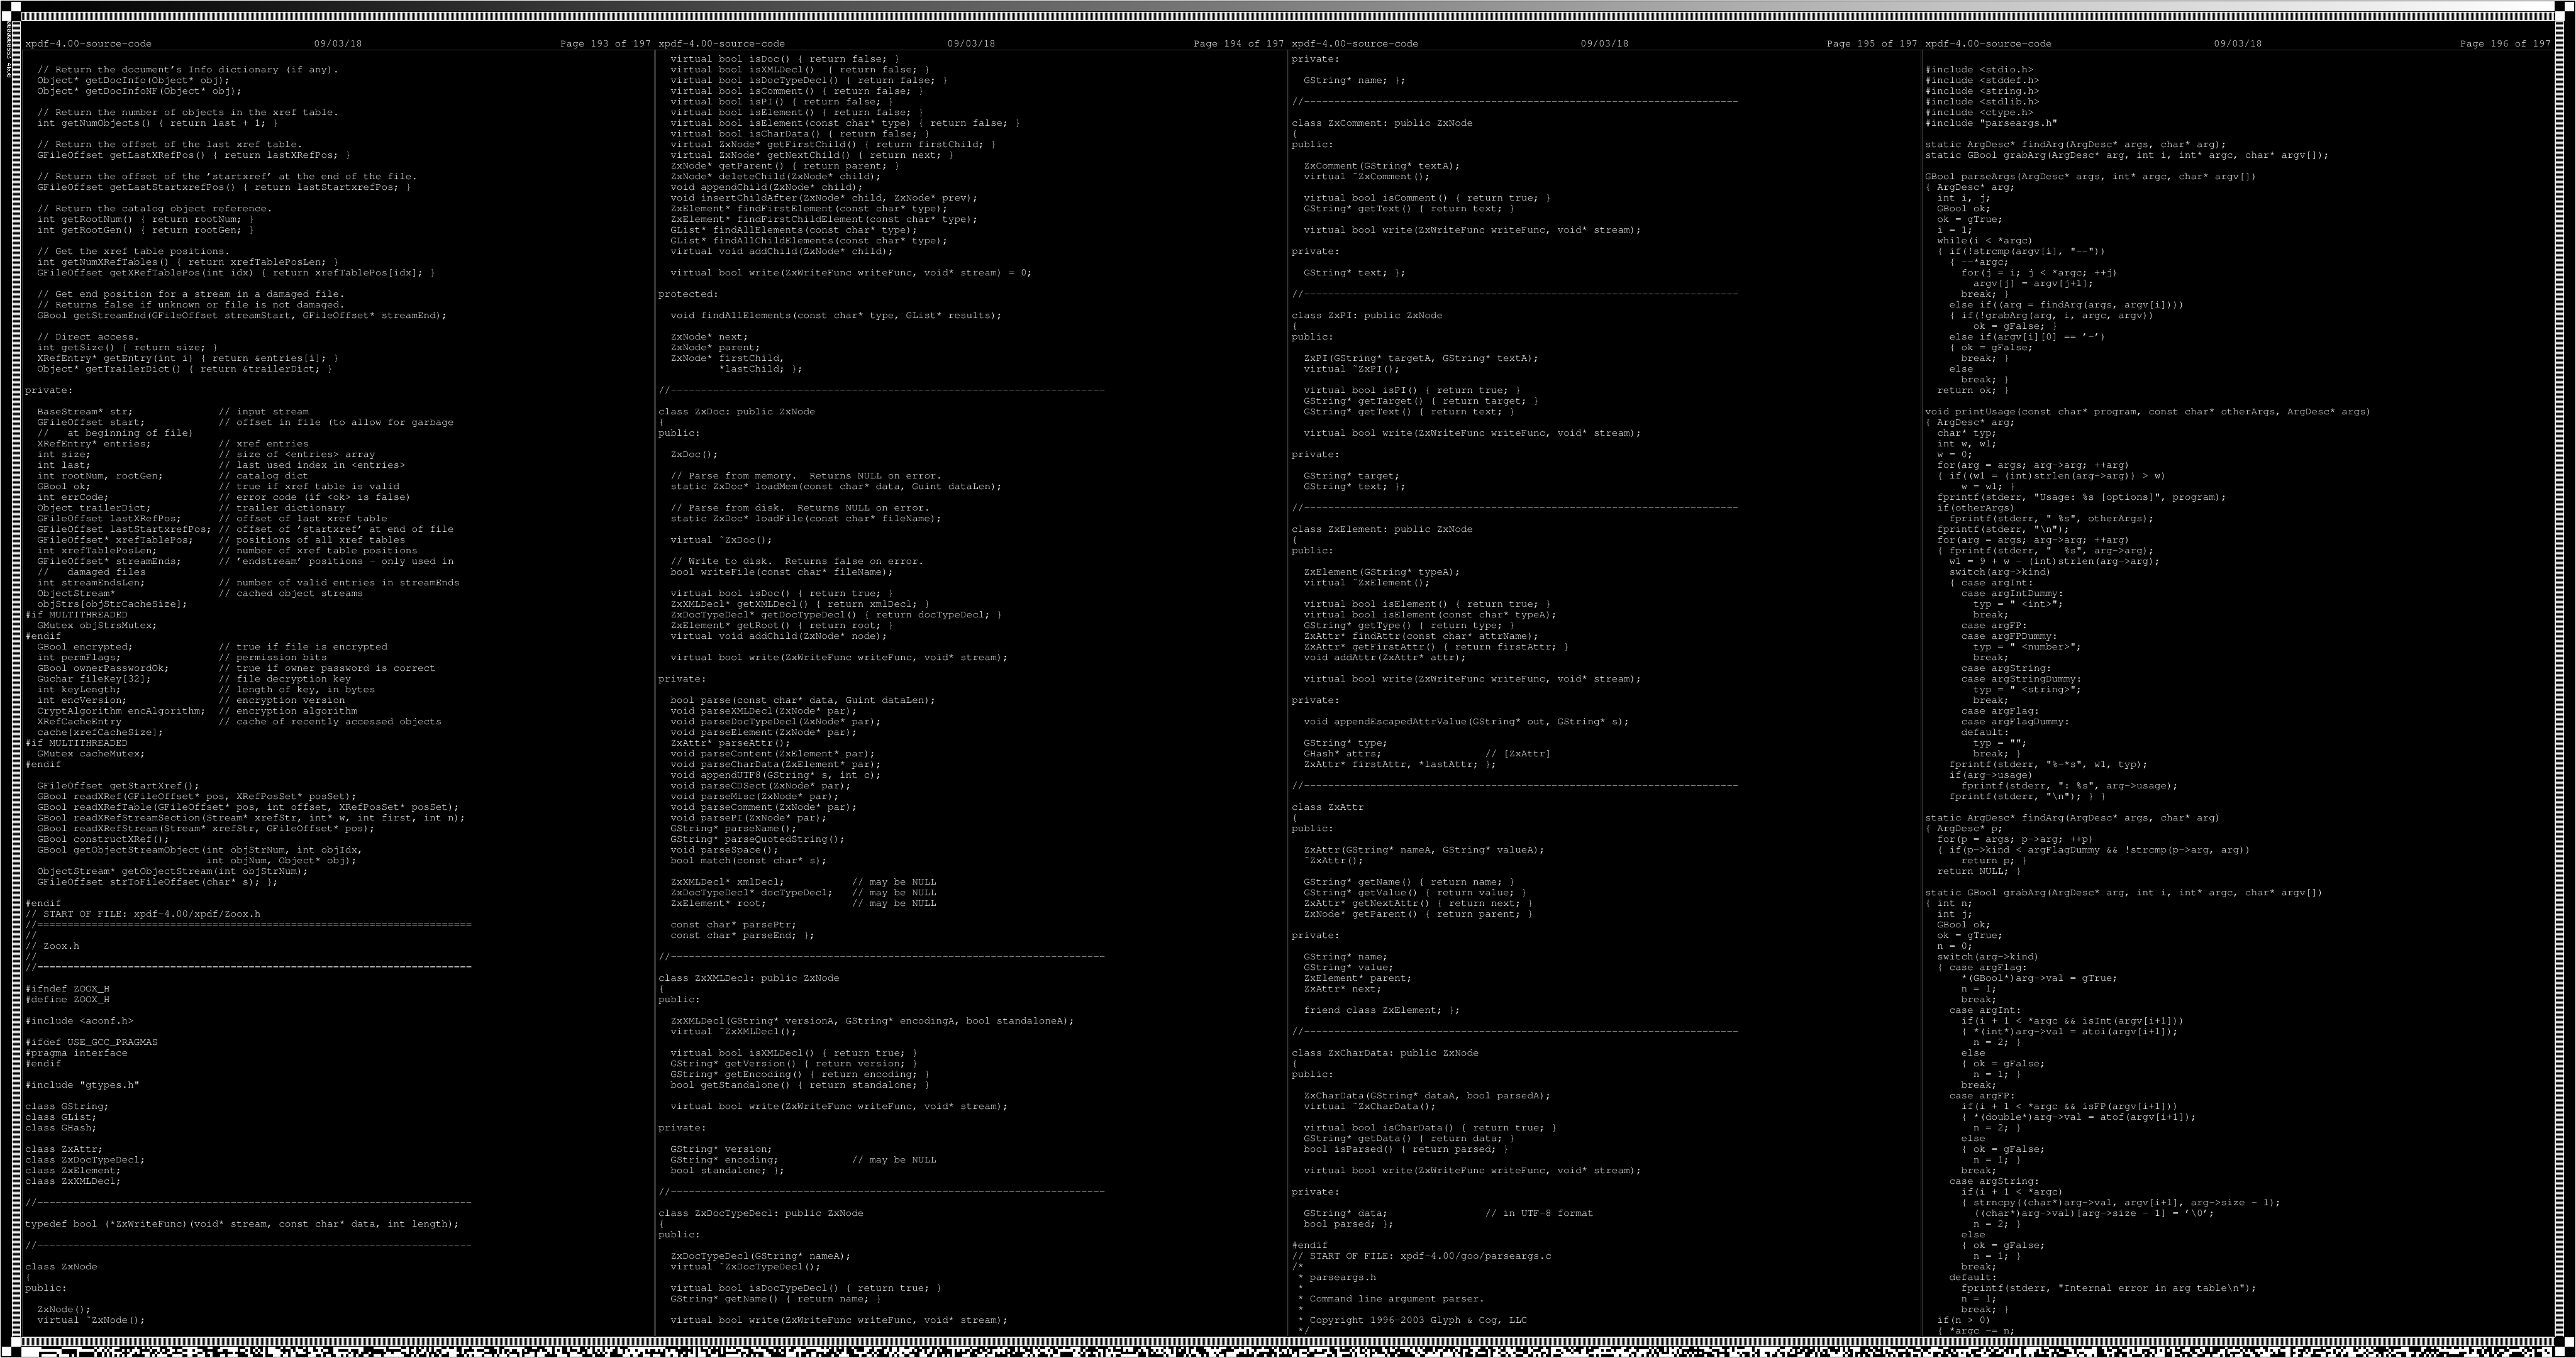 xpdf-4.00-source-code 09/03/18 Page 193 of 197
  // Return the document's Info dictionary (if any).
  Object* getDocInfo(Object* obj);
  Object* getDocInfoNF(Object* obj);

  // Return the number of objects in the xref table.
  int getNumObjects() { return last + 1; }

  // Return the offset of the last xref table.
  GFileOffset getLastXRefPos() { return lastXRefPos; }

  // Return the offset of the 'startxref' at the end of the file.
  GFileOffset getLastStartxrefPos() { return lastStartxrefPos; }

  // Return the catalog object reference.
  int getRootNum() { return rootNum; }
  int getRootGen() { return rootGen; }

  // Get the xref table positions.
  int getNumXRefTables() { return xrefTablePosLen; }
  GFileOffset getXRefTablePos(int idx) { return xrefTablePos[idx]; }

  // Get end position for a stream in a damaged file.
  // Returns false if unknown or file is not damaged.
  GBool getStreamEnd(GFileOffset streamStart, GFileOffset* streamEnd);

  // Direct access.
  int getSize() { return size; }
  XRefEntry* getEntry(int i) { return &entries[i]; }
  Object* getTrailerDict() { return &trailerDict; }

private:

  BaseStream* str;              // input stream
  GFileOffset start;            // offset in file (to allow for garbage
  //   at beginning of file)
  XRefEntry* entries;           // xref entries
  int size;                     // size of <entries> array
  int last;                     // last used index in <entries>
  int rootNum, rootGen;         // catalog dict
  GBool ok;                     // true if xref table is valid
  int errCode;                  // error code (if <ok> is false)
  Object trailerDict;           // trailer dictionary
  GFileOffset lastXRefPos;      // offset of last xref table
  GFileOffset lastStartxrefPos; // offset of 'startxref' at end of file
  GFileOffset* xrefTablePos;    // positions of all xref tables
  int xrefTablePosLen;          // number of xref table positions
  GFileOffset* streamEnds;      // 'endstream' positions - only used in
  //   damaged files
  int streamEndsLen;            // number of valid entries in streamEnds
  ObjectStream*                 // cached object streams
  objStrs[objStrCacheSize];
#if MULTITHREADED
  GMutex objStrsMutex;
#endif
  GBool encrypted;              // true if file is encrypted
  int permFlags;                // permission bits
  GBool ownerPasswordOk;        // true if owner password is correct
  Guchar fileKey[32];           // file decryption key
  int keyLength;                // length of key, in bytes
  int encVersion;               // encryption version
  CryptAlgorithm encAlgorithm;  // encryption algorithm
  XRefCacheEntry                // cache of recently accessed objects
  cache[xrefCacheSize];
#if MULTITHREADED
  GMutex cacheMutex;
#endif

  GFileOffset getStartXref();
  GBool readXRef(GFileOffset* pos, XRefPosSet* posSet);
  GBool readXRefTable(GFileOffset* pos, int offset, XRefPosSet* posSet);
  GBool readXRefStreamSection(Stream* xrefStr, int* w, int first, int n);
  GBool readXRefStream(Stream* xrefStr, GFileOffset* pos);
  GBool constructXRef();
  GBool getObjectStreamObject(int objStrNum, int objIdx,
                              int objNum, Object* obj);
  ObjectStream* getObjectStream(int objStrNum);
  GFileOffset strToFileOffset(char* s); };

#endif
// START OF FILE: xpdf-4.00/xpdf/Zoox.h
//========================================================================
//
// Zoox.h
//
//========================================================================

#ifndef ZOOX_H
#define ZOOX_H

#include <aconf.h>

#ifdef USE_GCC_PRAGMAS
#pragma interface
#endif

#include "gtypes.h"

class GString;
class GList;
class GHash;

class ZxAttr;
class ZxDocTypeDecl;
class ZxElement;
class ZxXMLDecl;

//------------------------------------------------------------------------

typedef bool (*ZxWriteFunc)(void* stream, const char* data, int length);

//------------------------------------------------------------------------

class ZxNode
{
public:

  ZxNode();
  virtual ~ZxNode();
xpdf-4.00-source-code 09/03/18 Page 194 of 197
  virtual bool isDoc() { return false; }
  virtual bool isXMLDecl()  { return false; }
  virtual bool isDocTypeDecl() { return false; }
  virtual bool isComment() { return false; }
  virtual bool isPI() { return false; }
  virtual bool isElement() { return false; }
  virtual bool isElement(const char* type) { return false; }
  virtual bool isCharData() { return false; }
  virtual ZxNode* getFirstChild() { return firstChild; }
  virtual ZxNode* getNextChild() { return next; }
  ZxNode* getParent() { return parent; }
  ZxNode* deleteChild(ZxNode* child);
  void appendChild(ZxNode* child);
  void insertChildAfter(ZxNode* child, ZxNode* prev);
  ZxElement* findFirstElement(const char* type);
  ZxElement* findFirstChildElement(const char* type);
  GList* findAllElements(const char* type);
  GList* findAllChildElements(const char* type);
  virtual void addChild(ZxNode* child);

  virtual bool write(ZxWriteFunc writeFunc, void* stream) = 0;

protected:

  void findAllElements(const char* type, GList* results);

  ZxNode* next;
  ZxNode* parent;
  ZxNode* firstChild,
          *lastChild; };

//------------------------------------------------------------------------

class ZxDoc: public ZxNode
{
public:

  ZxDoc();

  // Parse from memory.  Returns NULL on error.
  static ZxDoc* loadMem(const char* data, Guint dataLen);

  // Parse from disk.  Returns NULL on error.
  static ZxDoc* loadFile(const char* fileName);

  virtual ~ZxDoc();

  // Write to disk.  Returns false on error.
  bool writeFile(const char* fileName);

  virtual bool isDoc() { return true; }
  ZxXMLDecl* getXMLDecl() { return xmlDecl; }
  ZxDocTypeDecl* getDocTypeDecl() { return docTypeDecl; }
  ZxElement* getRoot() { return root; }
  virtual void addChild(ZxNode* node);

  virtual bool write(ZxWriteFunc writeFunc, void* stream);

private:

  bool parse(const char* data, Guint dataLen);
  void parseXMLDecl(ZxNode* par);
  void parseDocTypeDecl(ZxNode* par);
  void parseElement(ZxNode* par);
  ZxAttr* parseAttr();
  void parseContent(ZxElement* par);
  void parseCharData(ZxElement* par);
  void appendUTF8(GString* s, int c);
  void parseCDSect(ZxNode* par);
  void parseMisc(ZxNode* par);
  void parseComment(ZxNode* par);
  void parsePI(ZxNode* par);
  GString* parseName();
  GString* parseQuotedString();
  void parseSpace();
  bool match(const char* s);

  ZxXMLDecl* xmlDecl;           // may be NULL
  ZxDocTypeDecl* docTypeDecl;   // may be NULL
  ZxElement* root;              // may be NULL

  const char* parsePtr;
  const char* parseEnd; };

//------------------------------------------------------------------------

class ZxXMLDecl: public ZxNode
{
public:

  ZxXMLDecl(GString* versionA, GString* encodingA, bool standaloneA);
  virtual ~ZxXMLDecl();

  virtual bool isXMLDecl() { return true; }
  GString* getVersion() { return version; }
  GString* getEncoding() { return encoding; }
  bool getStandalone() { return standalone; }

  virtual bool write(ZxWriteFunc writeFunc, void* stream);

private:

  GString* version;
  GString* encoding;            // may be NULL
  bool standalone; };

//------------------------------------------------------------------------

class ZxDocTypeDecl: public ZxNode
{
public:

  ZxDocTypeDecl(GString* nameA);
  virtual ~ZxDocTypeDecl();

  virtual bool isDocTypeDecl() { return true; }
  GString* getName() { return name; }

  virtual bool write(ZxWriteFunc writeFunc, void* stream);
xpdf-4.00-source-code 09/03/18 Page 195 of 197
private:

  GString* name; };

//------------------------------------------------------------------------

class ZxComment: public ZxNode
{
public:

  ZxComment(GString* textA);
  virtual ~ZxComment();

  virtual bool isComment() { return true; }
  GString* getText() { return text; }

  virtual bool write(ZxWriteFunc writeFunc, void* stream);

private:

  GString* text; };

//------------------------------------------------------------------------

class ZxPI: public ZxNode
{
public:

  ZxPI(GString* targetA, GString* textA);
  virtual ~ZxPI();

  virtual bool isPI() { return true; }
  GString* getTarget() { return target; }
  GString* getText() { return text; }

  virtual bool write(ZxWriteFunc writeFunc, void* stream);

private:

  GString* target;
  GString* text; };

//------------------------------------------------------------------------

class ZxElement: public ZxNode
{
public:

  ZxElement(GString* typeA);
  virtual ~ZxElement();

  virtual bool isElement() { return true; }
  virtual bool isElement(const char* typeA);
  GString* getType() { return type; }
  ZxAttr* findAttr(const char* attrName);
  ZxAttr* getFirstAttr() { return firstAttr; }
  void addAttr(ZxAttr* attr);

  virtual bool write(ZxWriteFunc writeFunc, void* stream);

private:

  void appendEscapedAttrValue(GString* out, GString* s);

  GString* type;
  GHash* attrs;                 // [ZxAttr]
  ZxAttr* firstAttr, *lastAttr; };

//------------------------------------------------------------------------

class ZxAttr
{
public:

  ZxAttr(GString* nameA, GString* valueA);
  ~ZxAttr();

  GString* getName() { return name; }
  GString* getValue() { return value; }
  ZxAttr* getNextAttr() { return next; }
  ZxNode* getParent() { return parent; }

private:

  GString* name;
  GString* value;
  ZxElement* parent;
  ZxAttr* next;

  friend class ZxElement; };

//------------------------------------------------------------------------

class ZxCharData: public ZxNode
{
public:

  ZxCharData(GString* dataA, bool parsedA);
  virtual ~ZxCharData();

  virtual bool isCharData() { return true; }
  GString* getData() { return data; }
  bool isParsed() { return parsed; }

  virtual bool write(ZxWriteFunc writeFunc, void* stream);

private:

  GString* data;                // in UTF-8 format
  bool parsed; };

#endif
// START OF FILE: xpdf-4.00/goo/parseargs.c
/*
 * parseargs.h
 *
 * Command line argument parser.
 *
 * Copyright 1996-2003 Glyph & Cog, LLC
 */
xpdf-4.00-source-code 09/03/18 Page 196 of 197
#include <stdio.h>
#include <stddef.h>
#include <string.h>
#include <stdlib.h>
#include <ctype.h>
#include "parseargs.h"

static ArgDesc* findArg(ArgDesc* args, char* arg);
static GBool grabArg(ArgDesc* arg, int i, int* argc, char* argv[]);

GBool parseArgs(ArgDesc* args, int* argc, char* argv[])
{ ArgDesc* arg;
  int i, j;
  GBool ok;
  ok = gTrue;
  i = 1;
  while(i < *argc)
  { if(!strcmp(argv[i], "--"))
    { --*argc;
      for(j = i; j < *argc; ++j)
        argv[j] = argv[j+1];
      break; }
    else if((arg = findArg(args, argv[i])))
    { if(!grabArg(arg, i, argc, argv))
        ok = gFalse; }
    else if(argv[i][0] == '-')
    { ok = gFalse;
      break; }
    else
      break; }
  return ok; }

void printUsage(const char* program, const char* otherArgs, ArgDesc* args)
{ ArgDesc* arg;
  char* typ;
  int w, w1;
  w = 0;
  for(arg = args; arg->arg; ++arg)
  { if((w1 = (int)strlen(arg->arg)) > w)
      w = w1; }
  fprintf(stderr, "Usage: %s [options]", program);
  if(otherArgs)
    fprintf(stderr, " %s", otherArgs);
  fprintf(stderr, "\n");
  for(arg = args; arg->arg; ++arg)
  { fprintf(stderr, "  %s", arg->arg);
    w1 = 9 + w - (int)strlen(arg->arg);
    switch(arg->kind)
    { case argInt:
      case argIntDummy:
        typ = " <int>";
        break;
      case argFP:
      case argFPDummy:
        typ = " <number>";
        break;
      case argString:
      case argStringDummy:
        typ = " <string>";
        break;
      case argFlag:
      case argFlagDummy:
      default:
        typ = "";
        break; }
    fprintf(stderr, "%-*s", w1, typ);
    if(arg->usage)
      fprintf(stderr, ": %s", arg->usage);
    fprintf(stderr, "\n"); } }

static ArgDesc* findArg(ArgDesc* args, char* arg)
{ ArgDesc* p;
  for(p = args; p->arg; ++p)
  { if(p->kind < argFlagDummy && !strcmp(p->arg, arg))
      return p; }
  return NULL; }

static GBool grabArg(ArgDesc* arg, int i, int* argc, char* argv[])
{ int n;
  int j;
  GBool ok;
  ok = gTrue;
  n = 0;
  switch(arg->kind)
  { case argFlag:
      *(GBool*)arg->val = gTrue;
      n = 1;
      break;
    case argInt:
      if(i + 1 < *argc && isInt(argv[i+1]))
      { *(int*)arg->val = atoi(argv[i+1]);
        n = 2; }
      else
      { ok = gFalse;
        n = 1; }
      break;
    case argFP:
      if(i + 1 < *argc && isFP(argv[i+1]))
      { *(double*)arg->val = atof(argv[i+1]);
        n = 2; }
      else
      { ok = gFalse;
        n = 1; }
      break;
    case argString:
      if(i + 1 < *argc)
      { strncpy((char*)arg->val, argv[i+1], arg->size - 1);
        ((char*)arg->val)[arg->size - 1] = '\0';
        n = 2; }
      else
      { ok = gFalse;
        n = 1; }
      break;
    default:
      fprintf(stderr, "Internal error in arg table\n");
      n = 1;
      break; }
  if(n > 0)
  { *argc -= n;